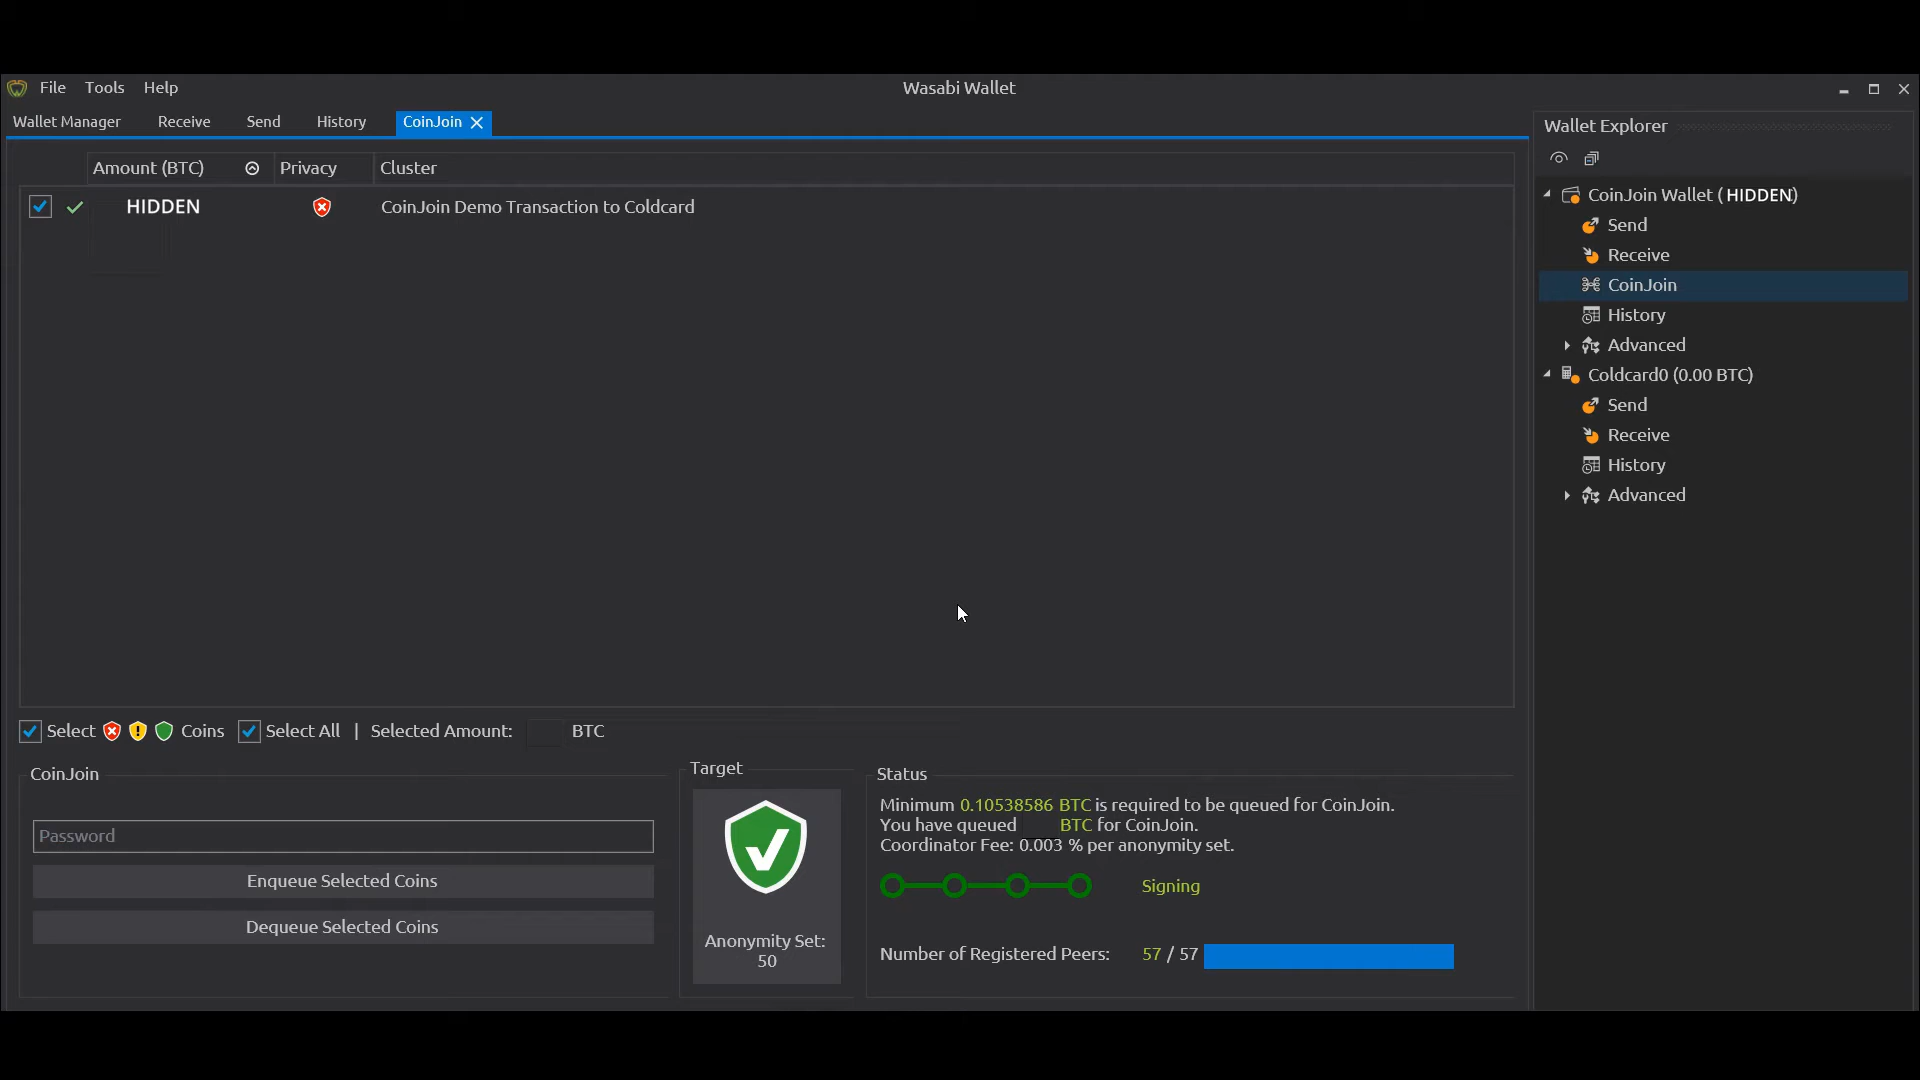 File Tools Help
Wasabi Wallet
Wallet Manager Receive Send History CoinJoin
Amount (BTC) Privacy Cluster
HIDDEN CoinJoin Demo Transaction to Coldcard
Select Coins Select All | Selected Amount: BTC
CoinJoin
Password
Enqueue Selected Coins
Dequeue Selected Coins
Target
Anonymity Set:
50
Status
Minimum 0.10538586 BTC is required to be queued for CoinJoin.
You have queued BTC for CoinJoin.
Coordinator Fee: 0.003 % per anonymity set.
Signing
Number of Registered Peers: 57 / 57
Wallet Explorer
CoinJoin Wallet (HIDDEN)
Send
Receive
CoinJoin
History
Advanced
Coldcard0 (0.00 BTC)
Send
Receive
History
Advanced